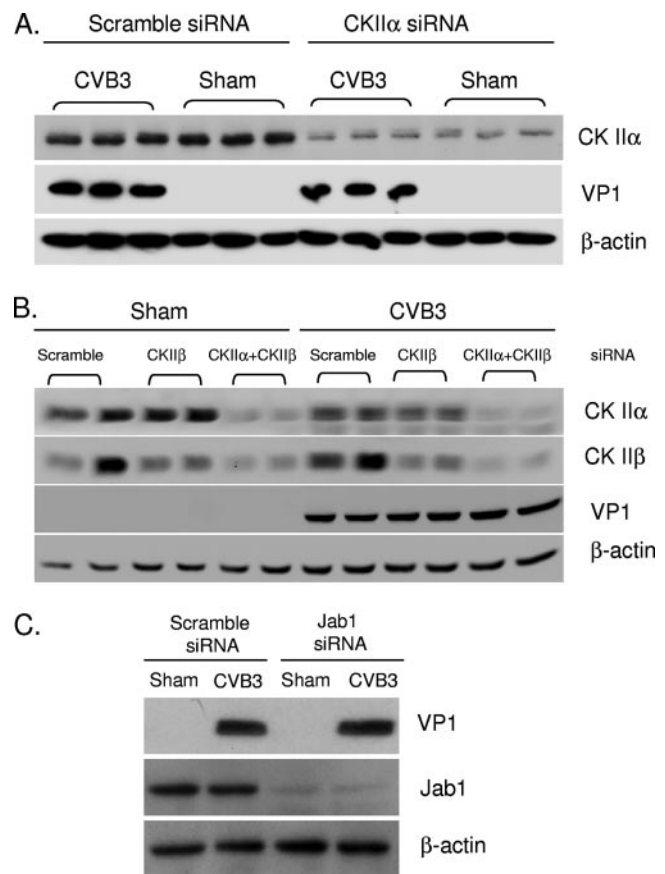 A.
Scramble siRNA CKIIα siRNA
CVB3 Sham CVB3 Sham
CK IIα
VP1
β-actin
B.
Sham CVB3
Scramble CKIIβ CKIIα+CKIIβ Scramble CKIIβ CKIIα+CKIIβ siRNA
CK IIα
CK IIβ
VP1
β-actin
C.
Scramble siRNA Jab1 siRNA
Sham CVB3 Sham CVB3
VP1
Jab1
β-actin